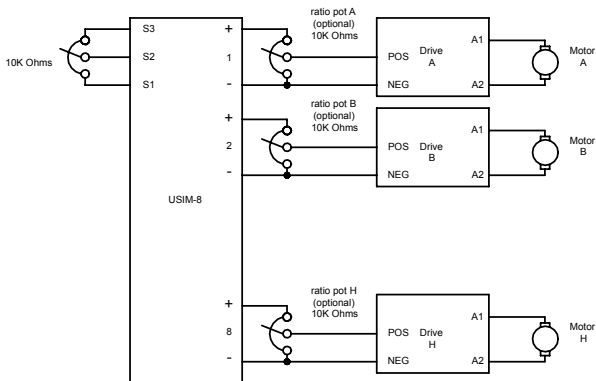 10K Ohms
S3
S2
S1
USIM-8
+
1
-
ratio pot A
(optional)
10K Ohms
POS
NEG
Drive
A
A1
A2
Motor
A
+
2
-
ratio pot B
(optional)
10K Ohms
POS
NEG
Drive
B
A1
A2
Motor
B
+
8
-
ratio pot H
(optional)
10K Ohms
POS
NEG
Drive
H
A1
A2
Motor
H